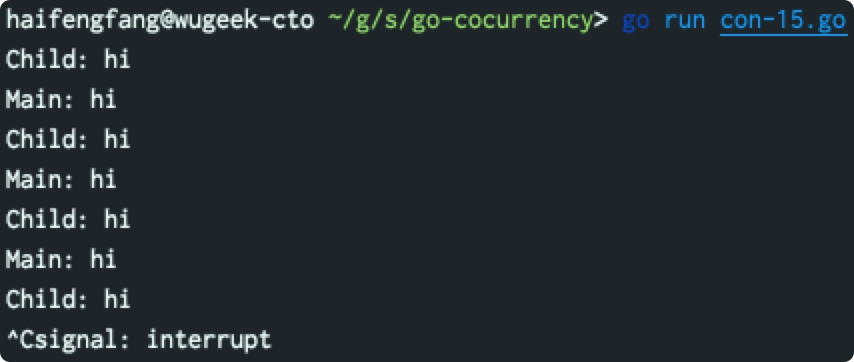 haifengfang@wugeek-cto ~/g/s/go-cocurrency> go run con-15.go
Child: hi
Main: hi
Child: hi
Main: hi
Child: hi
Main: hi
Child: hi
^Csignal: interrupt